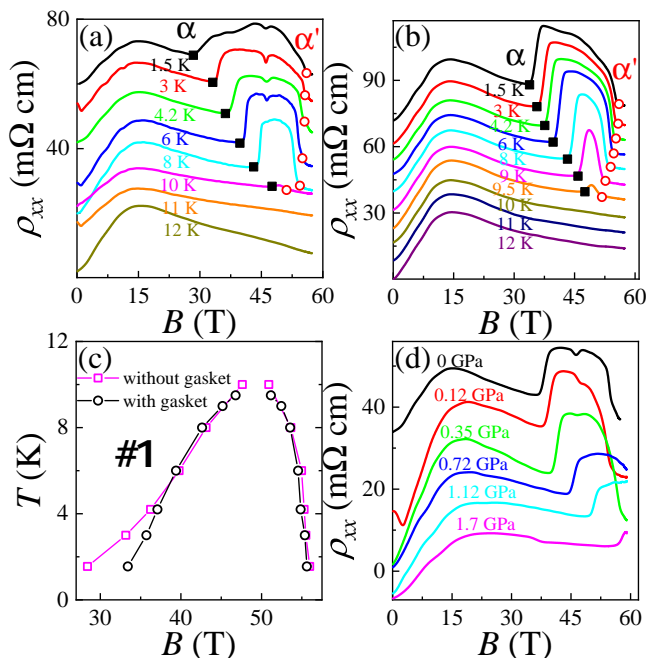 (a)
α
α'
1.5 K
3 K
4.2 K
6 K
8 K
10 K
11 K
12 K
80
40
ρxx (mΩ cm)
0 15 30 45 60
B (T)
(b)
α
α'
1.5 K
3 K
4.2 K
6 K
8 K
9 K
9.5 K
10 K
11 K
12 K
90
60
30
ρxx (mΩ cm)
0 15 30 45 60
B (T)
(c)
without gasket
with gasket
#1
12
8
4
0
T (K)
30 40 50
B (T)
(d)
0 GPa
0.12 GPa
0.35 GPa
0.72 GPa
1.12 GPa
1.7 GPa
40
20
0
ρxx (mΩ cm)
0 15 30 45 60
B (T)